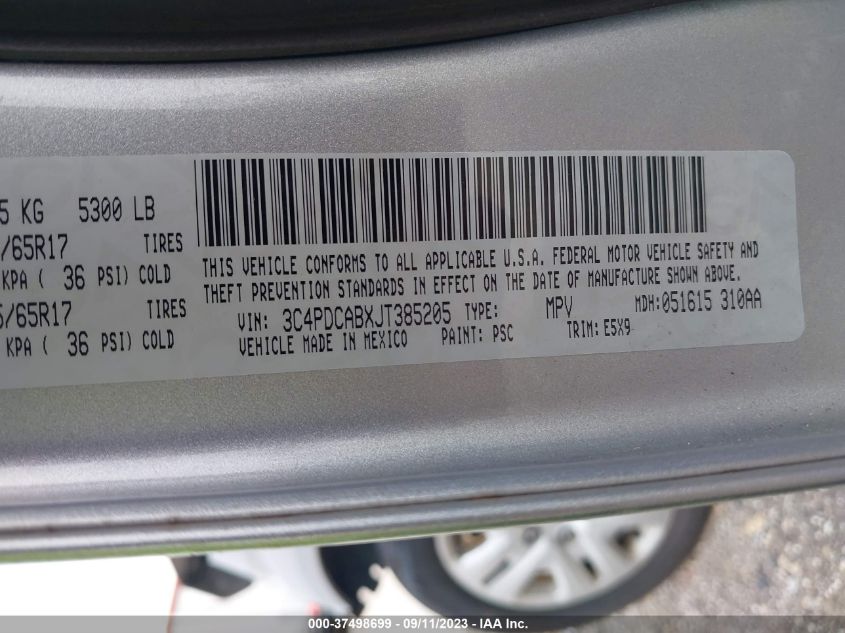 5 KG 5300 LB
/65R17 TIRES
KPA ( 36 PSI) COLD
/65R17 TIRES
KPA ( 36 PSI) COLD
THIS VEHICLE CONFORMS TO ALL APPLICABLE U.S.A. FEDERAL MOTOR VEHICLE SAFETY AND
THEFT PREVENTION STANDARDS IN EFFECT ON THE DATE OF MANUFACTURE SHOWN ABOVE.
VIN: 3C4PDCABXJT385205 TYPE: MPV MDH:051615 310AA
VEHICLE MADE IN MEXICO PAINT: PSC TRIM: E5X9
000-37498699 - 09/11/2023 - IAA Inc.